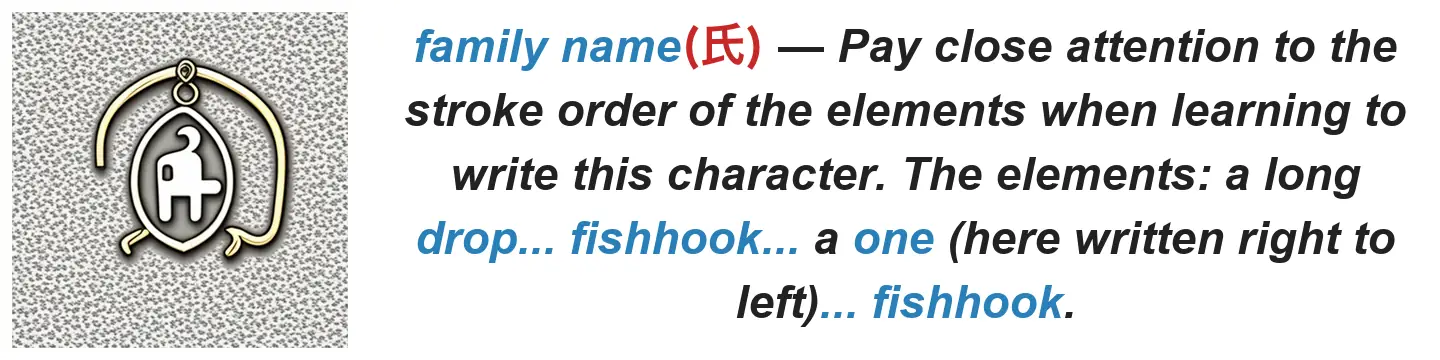 family name(氏) — Pay close attention to the
stroke order of the elements when learning to
write this character. The elements: a long
drop... fishhook... a one (here written right to
left)... fishhook.